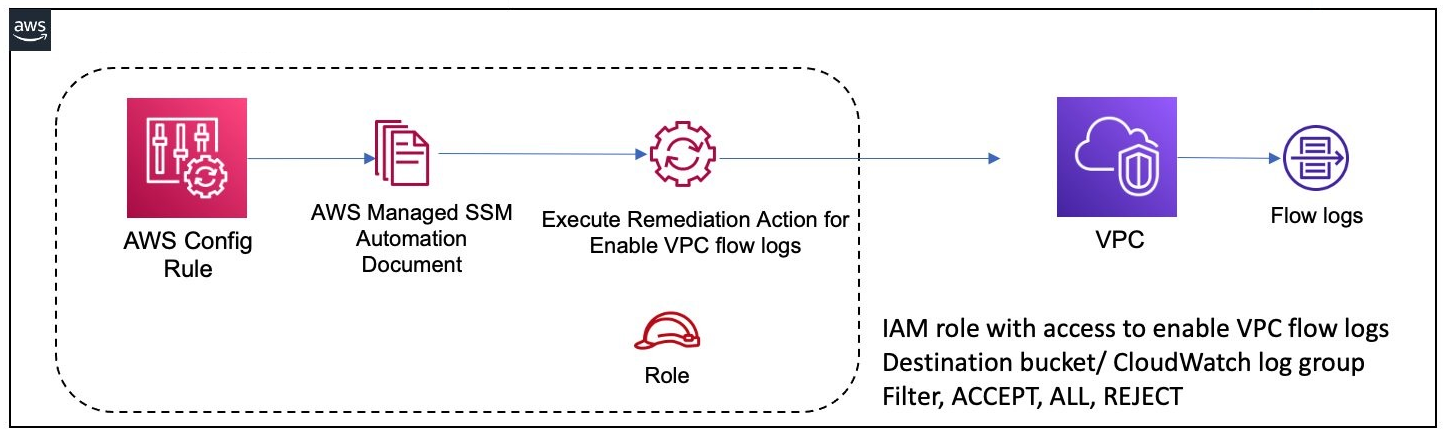 aws
AWS Config
Rule
AWS Managed SSM
Automation
Document
Execute Remediation Action for
Enable VPC flow logs
Role
VPC
Flow logs
IAM role with access to enable VPC flow logs
Destination bucket/ CloudWatch log group
Filter, ACCEPT, ALL, REJECT